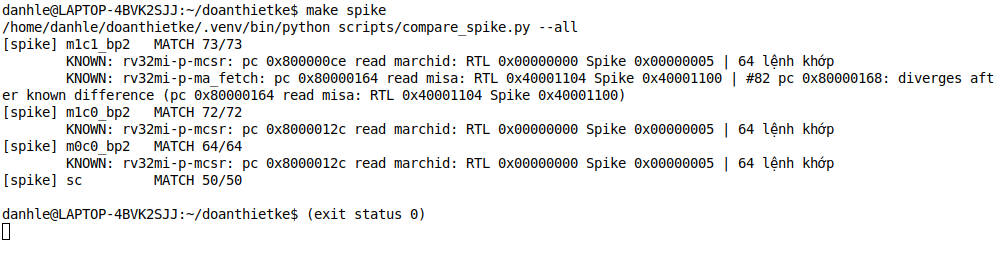 danhle@LAPTOP-4BVK2SJJ:~/doanthietke$ make spike
/home/danhle/doanthietke/.venv/bin/python scripts/compare_spike.py --all
[spike] m1c1_bp2   MATCH 73/73
        KNOWN: rv32mi-p-mcsr: pc 0x800000ce read marchid: RTL 0x00000000 Spike 0x00000005 | 64 lệnh khớp
        KNOWN: rv32mi-p-ma_fetch: pc 0x80000164 read misa: RTL 0x40001104 Spike 0x40001100 | #82 pc 0x80000168: diverges aft
er known difference (pc 0x80000164 read misa: RTL 0x40001104 Spike 0x40001100)
[spike] m1c0_bp2   MATCH 72/72
        KNOWN: rv32mi-p-mcsr: pc 0x8000012c read marchid: RTL 0x00000000 Spike 0x00000005 | 64 lệnh khớp
[spike] m0c0_bp2   MATCH 64/64
        KNOWN: rv32mi-p-mcsr: pc 0x8000012c read marchid: RTL 0x00000000 Spike 0x00000005 | 64 lệnh khớp
[spike] sc         MATCH 50/50

danhle@LAPTOP-4BVK2SJJ:~/doanthietke$ (exit status 0)